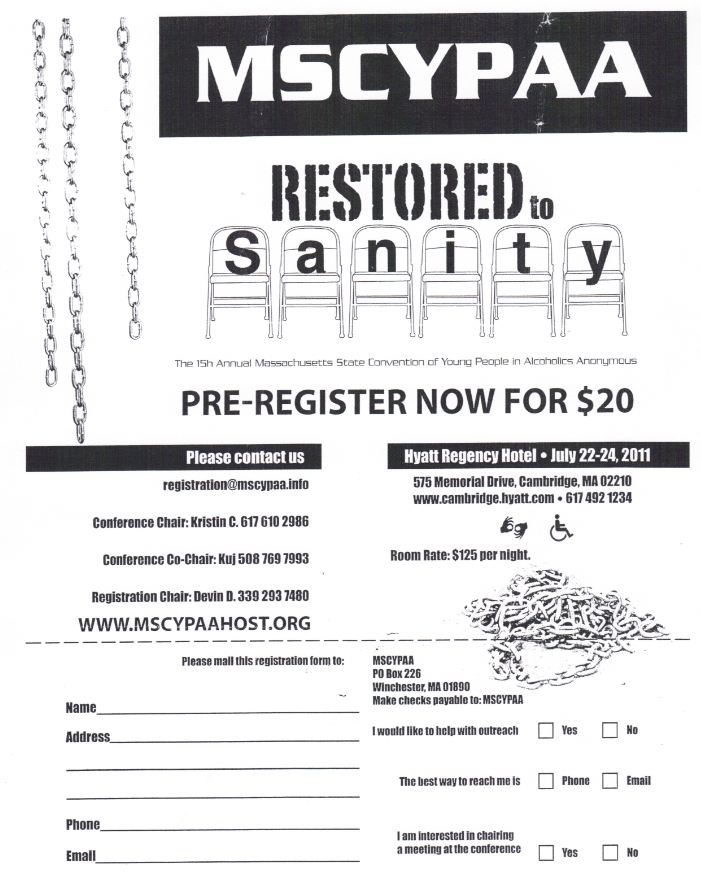 MSCYPAA
RESTORED to
Sanity
The 15h Annual Massachusetts State Convention of Young People in Alcoholics Anonymous
PRE-REGISTER NOW FOR $20
Please contact us
registration@mscypaa.info
Conference Chair: Kristin C. 617 610 2986
Conference Co-Chair: Kuj 508 769 7993
Registration Chair: Devin D. 339 293 7480
WWW.MSCYPAAHOST.ORG
Hyatt Regency Hotel • July 22-24, 2011
575 Memorial Drive, Cambridge, MA 02210
www.cambridge.hyatt.com • 617 492 1234
Room Rate: $125 per night.
Please mail this registration form to:
MSCYPAA
PO Box 226
Winchester, MA 01890
Make checks payable to: MSCYPAA
Name
Address
Phone
Email
I would like to help with outreach Yes No
The best way to reach me is Phone Email
I am interested in chairing
a meeting at the conference Yes No